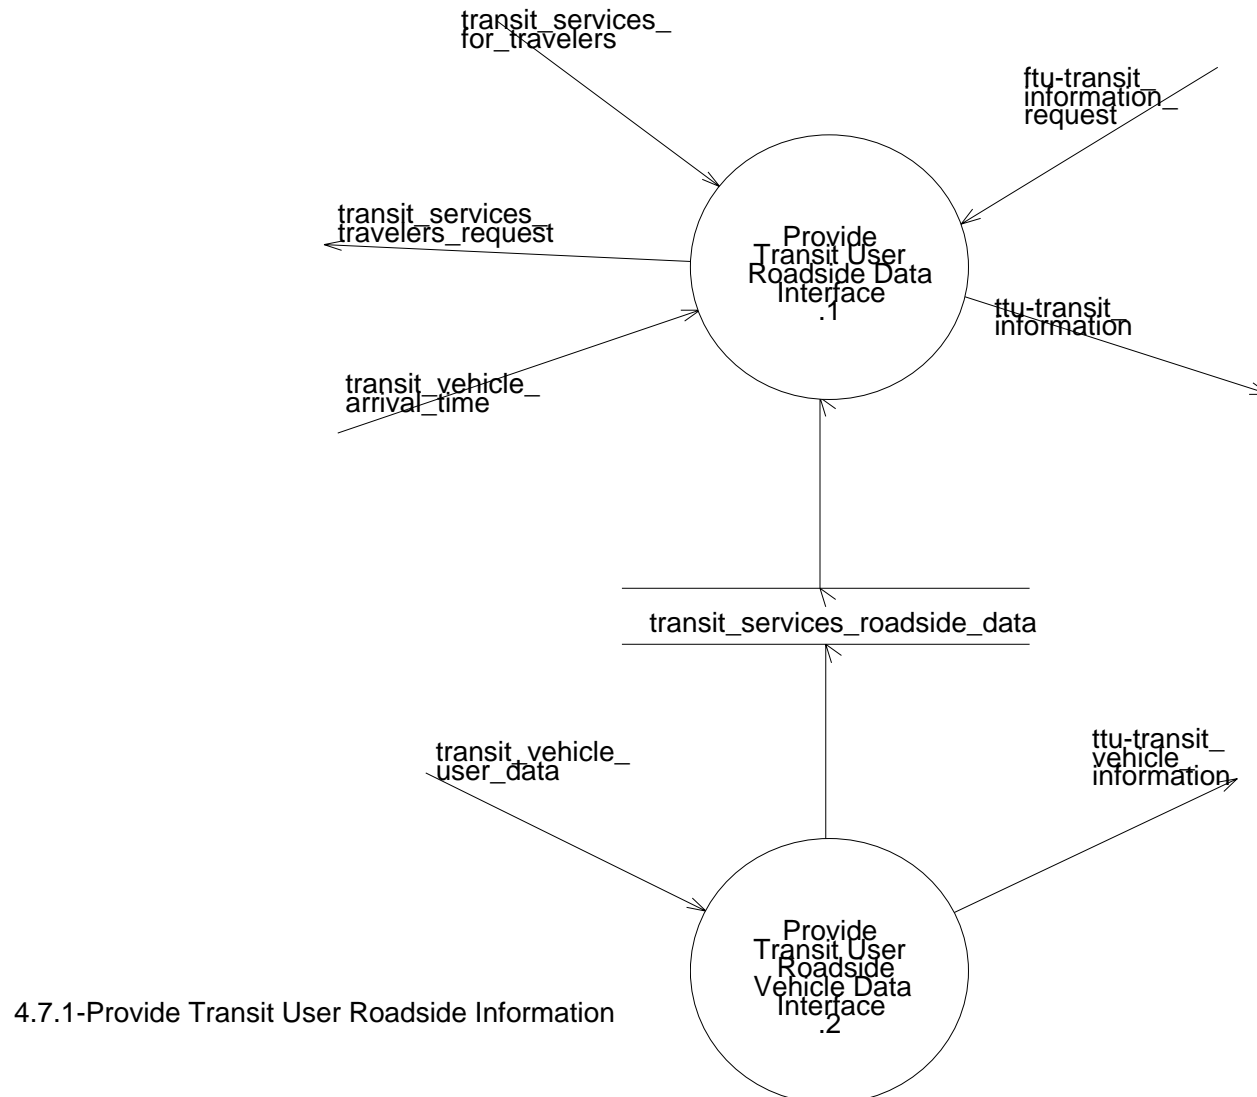 transit_services_
for_travelers
ftu-transit_
information_
request
transit_services_
travelers_request
Provide
Transit User
Roadside Data
Interface
.1
ttu-transit_
information
transit_vehicle_
arrival_time
transit_services_roadside_data
transit_vehicle_
user_data
ttu-transit_
vehicle_
information
Provide
Transit User
Roadside
Vehicle Data
Interface
.2
4.7.1-Provide Transit User Roadside Information